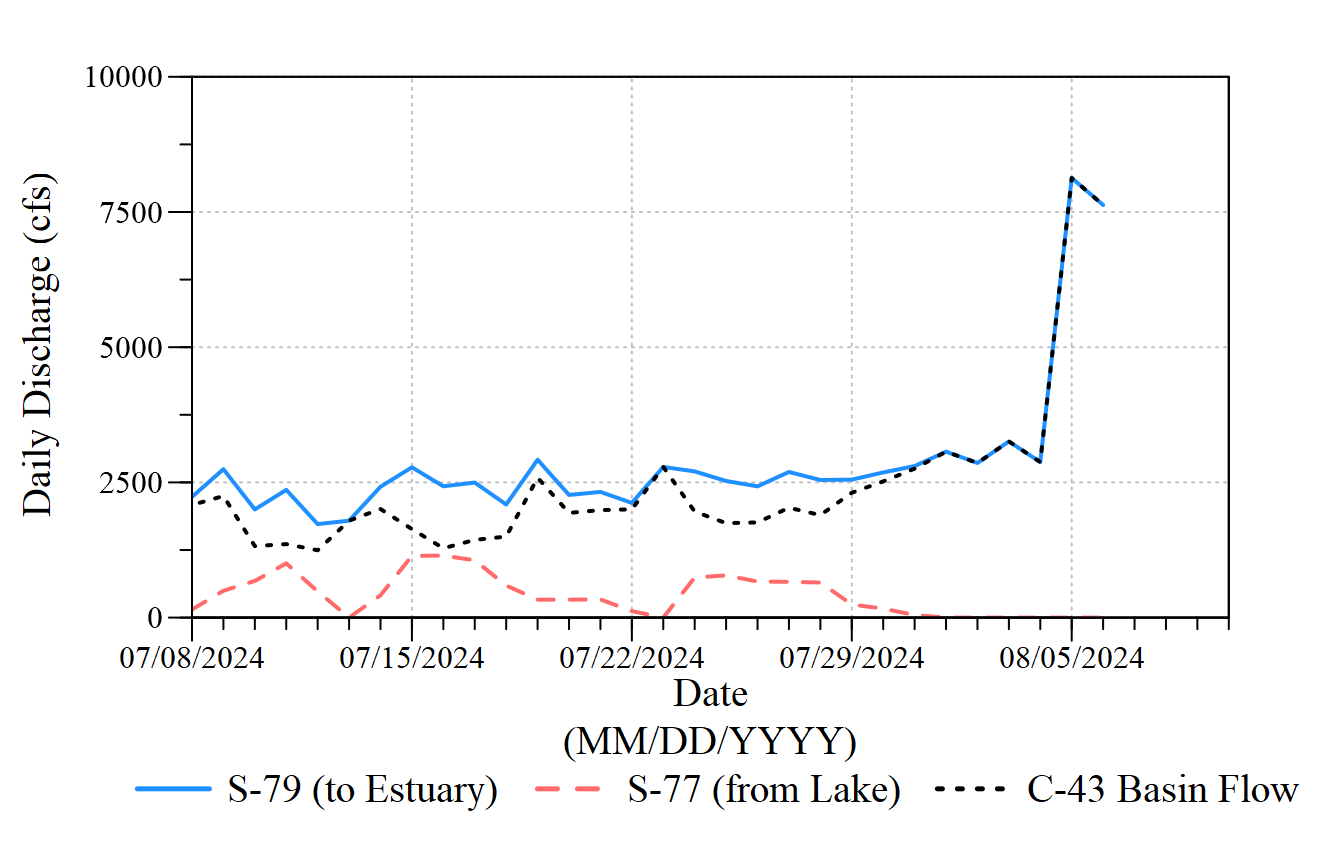 10000
7500
5000
2500
0
Daily Discharge (cfs)
07/08/2024 07/15/2024 07/22/2024 07/29/2024 08/05/2024
Date
(MM/DD/YYYY)
S-79 (to Estuary) S-77 (from Lake) C-43 Basin Flow